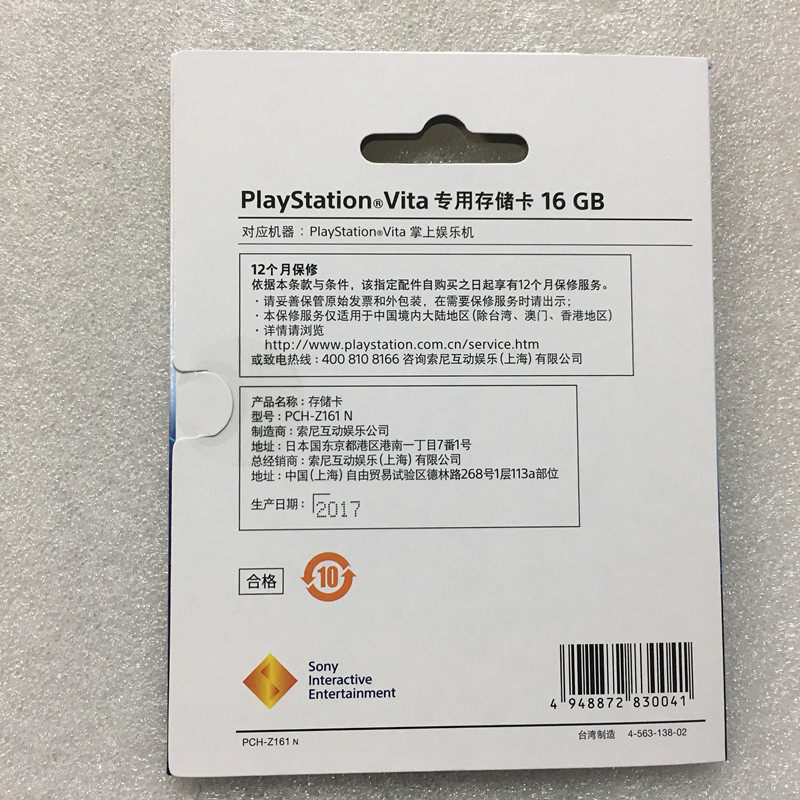 PlayStation®Vita 专用存储卡 16 GB
对应机器：PlayStation®Vita 掌上娱乐机
12个月保修
依据本条款与条件，该指定配件自购买之日起享有12个月保修服务。
·请妥善保管原始发票和外包装，在需要保修服务时请出示；
·本保修服务仅适用于中国境内大陆地区(除台湾、澳门、香港地区)
·详情请浏览
http://www.playstation.com.cn/service.htm
或致电热线：400 810 8166 咨询索尼互动娱乐(上海)有限公司
产品名称：存储卡
型号：PCH-Z161 N
制造商：索尼互动娱乐公司
地址：日本国东京都港区港南一丁目7番1号
总经销商：索尼互动娱乐(上海)有限公司
地址：中国(上海)自由贸易试验区德林路268号1层113a部位
生产日期：2017
合格
10
Sony
Interactive
Entertainment
4 948872 830041
PCH-Z161 N
台湾制造 4-563-138-02